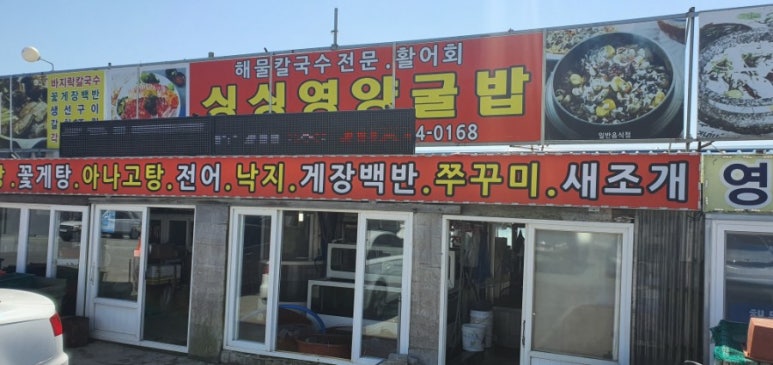 해물칼국수전문.활어회
싱싱영양굴밥
4-0168
바지락칼국수
꽃게장백반
생선구이
일반음식점
.꽃게탕.아나고탕.전어.낙지.게장백반.쭈꾸미.새조개
영